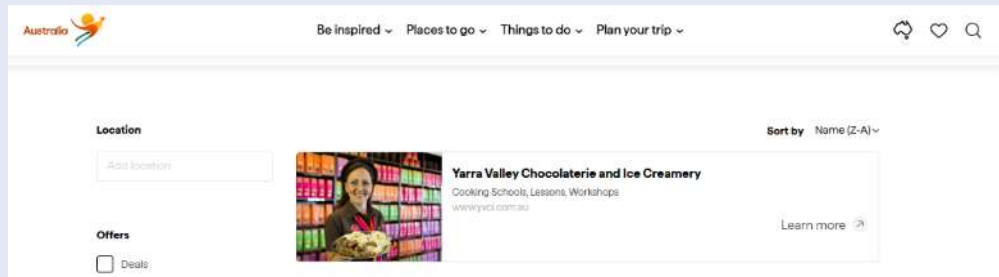 Australia
Be inspired Places to go Things to do Plan your trip
Location
Sort by Name (Z-A)
Add location
Yarra Valley Chocolaterie and Ice Creamery
Cooking Schools, Lessons, Workshops
www.yvci.com.au
Learn more
Offers
Deals